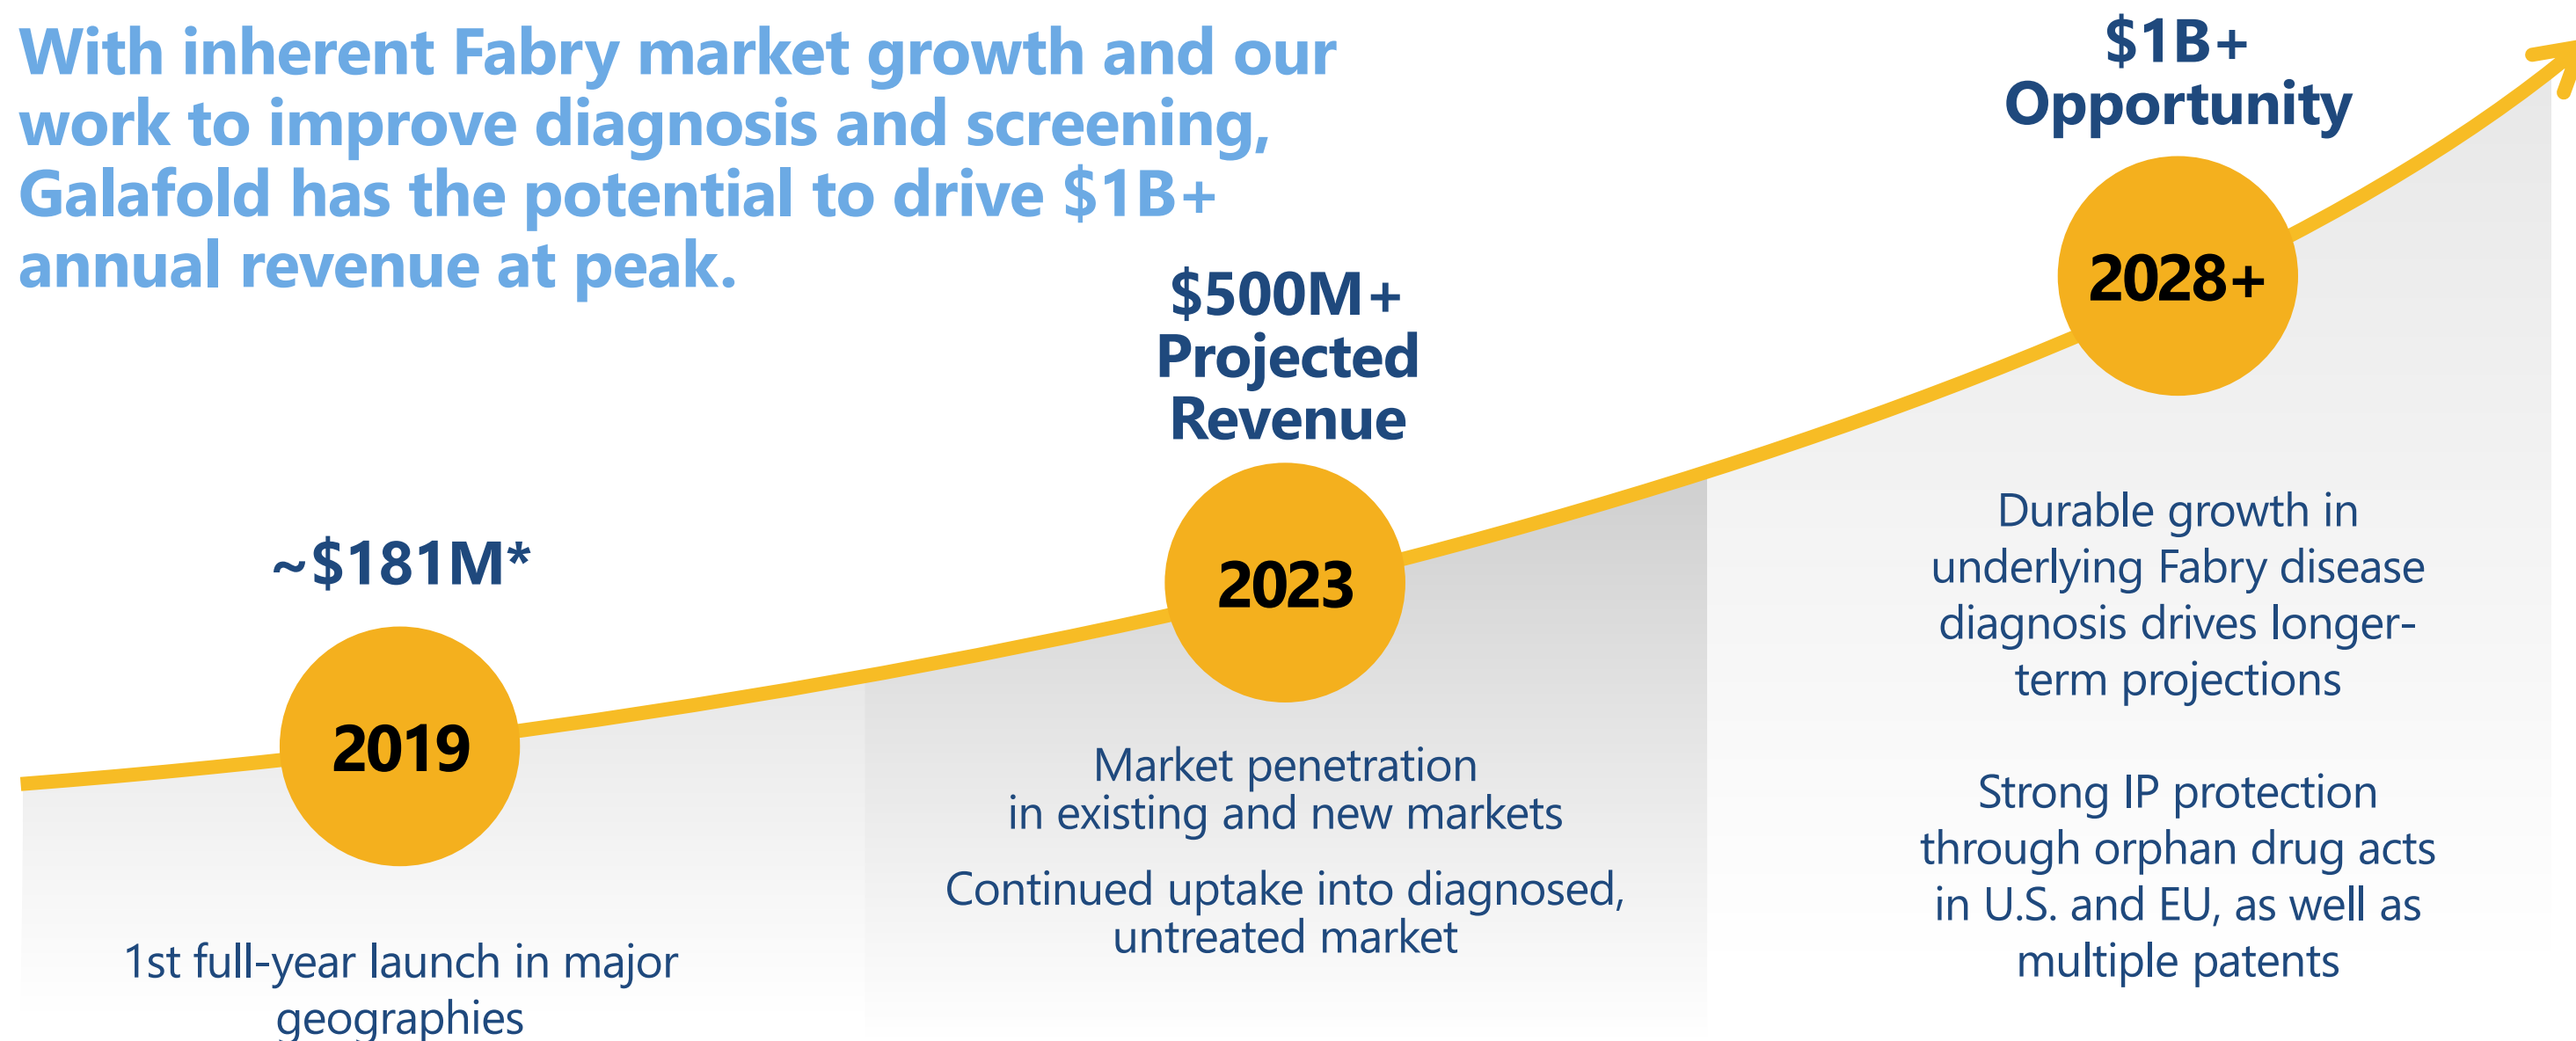 With inherent Fabry market growth and our
work to improve diagnosis and screening,
Galafold has the potential to drive $1B+
annual revenue at peak.
~$181M*
2019
1st full-year launch in major
geographies
$500M+
Projected
Revenue
2023
Market penetration
in existing and new markets
Continued uptake into diagnosed,
untreated market
$1B+
Opportunity
2028+
Durable growth in
underlying Fabry disease
diagnosis drives longer-
term projections
Strong IP protection
through orphan drug acts
in U.S. and EU, as well as
multiple patents